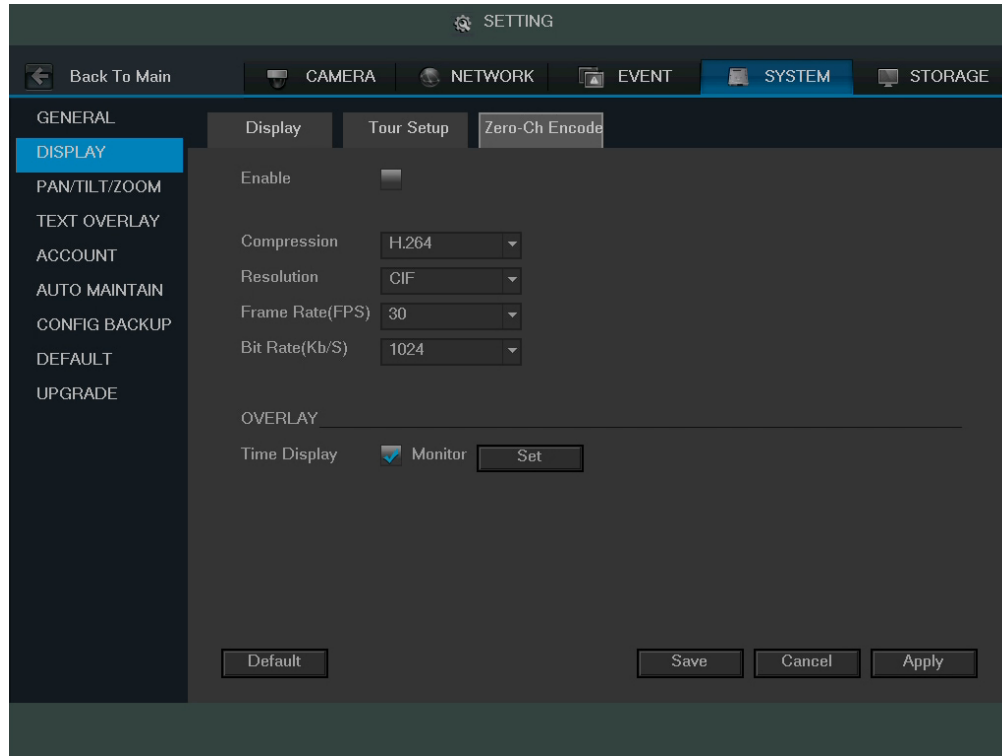 SETTING
Back To Main CAMERA NETWORK EVENT SYSTEM STORAGE
GENERAL
DISPLAY
PAN/TILT/ZOOM
TEXT OVERLAY
ACCOUNT
AUTO MAINTAIN
CONFIG BACKUP
DEFAULT
UPGRADE
Display Tour Setup Zero-Ch Encode
Enable
Compression H.264
Resolution CIF
Frame Rate(FPS) 30
Bit Rate(Kb/S) 1024
OVERLAY
Time Display Monitor Set
Default Save Cancel Apply